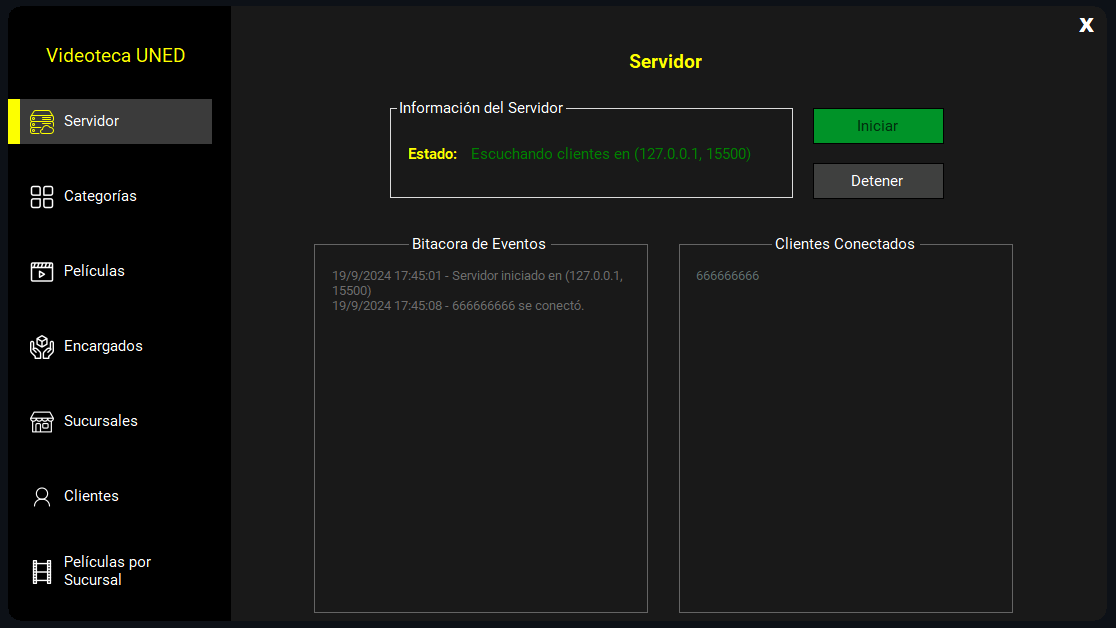 X
Videoteca UNED
Servidor
Categorías
Películas
Encargados
Sucursales
Clientes
Películas por
Sucursal
Servidor
Información del Servidor
Estado: Escuchando clientes en (127.0.0.1, 15500)
Iniciar
Detener
Bitacora de Eventos
19/9/2024 17:45:01 - Servidor iniciado en (127.0.0.1,
15500)
19/9/2024 17:45:08 - 666666666 se conectó.
Clientes Conectados
666666666